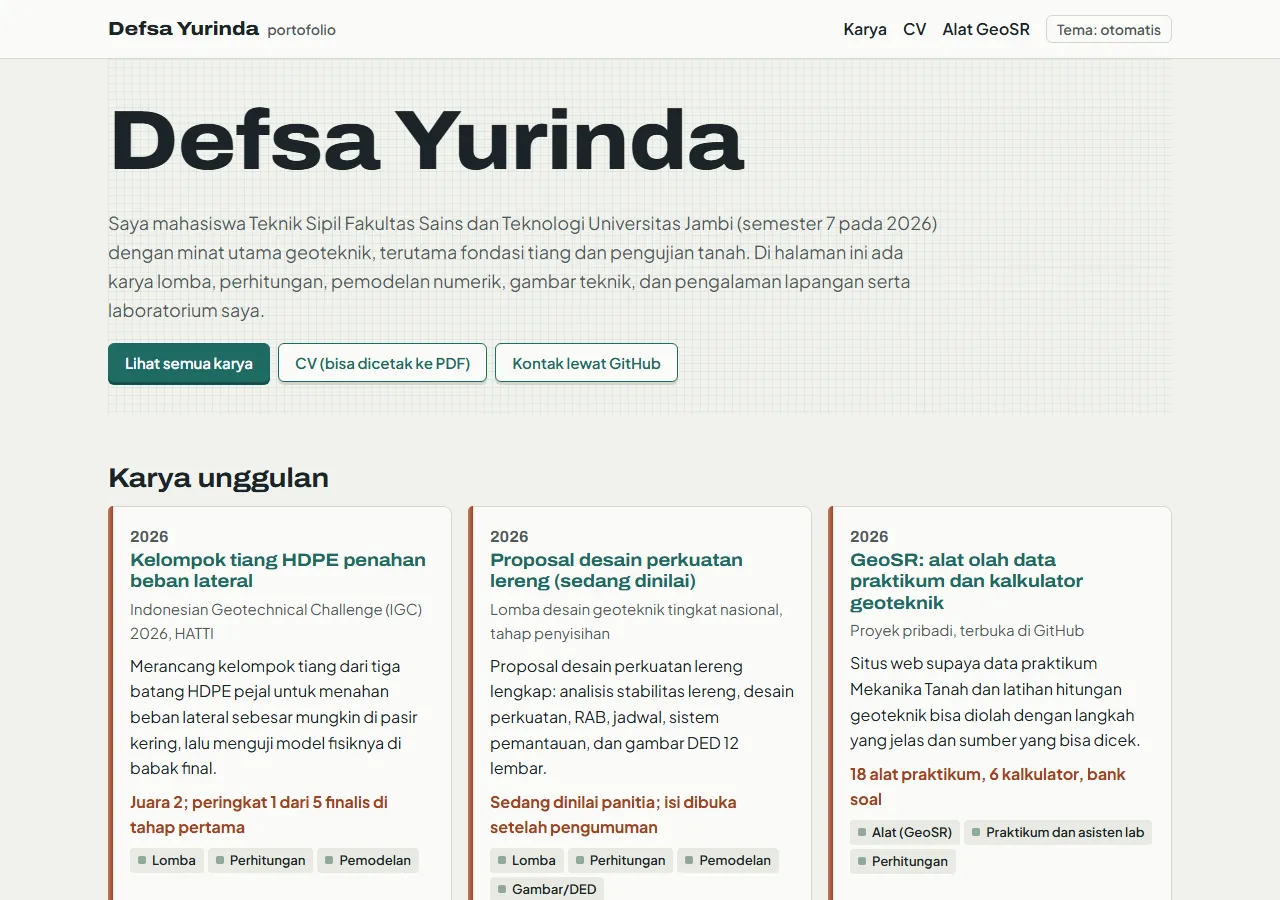 Defsa Yurinda portofolio
Karya CV Alat GeoSR Tema: otomatis
Defsa Yurinda
Saya mahasiswa Teknik Sipil Fakultas Sains dan Teknologi Universitas Jambi (semester 7 pada 2026)
dengan minat utama geoteknik, terutama fondasi tiang dan pengujian tanah. Di halaman ini ada
karya lomba, perhitungan, pemodelan numerik, gambar teknik, dan pengalaman lapangan serta
laboratorium saya.
Lihat semua karya CV (bisa dicetak ke PDF) Kontak lewat GitHub
Karya unggulan
2026
Kelompok tiang HDPE penahan
beban lateral
Indonesian Geotechnical Challenge (IGC)
2026, HATTI
Merancang kelompok tiang dari tiga
batang HDPE pejal untuk menahan
beban lateral sebesar mungkin di pasir
kering, lalu menguji model fisiknya di
babak final.
Juara 2; peringkat 1 dari 5 finalis di
tahap pertama
Lomba Perhitungan Pemodelan
2026
Proposal desain perkuatan
lereng (sedang dinilai)
Lomba desain geoteknik tingkat nasional,
tahap penyisihan
Proposal desain perkuatan lereng
lengkap: analisis stabilitas lereng, desain
perkuatan, RAB, jadwal, sistem
pemantauan, dan gambar DED 12
lembar.
Sedang dinilai panitia; isi dibuka
setelah pengumuman
Lomba Perhitungan Pemodelan
Gambar/DED
2026
GeoSR: alat olah data
praktikum dan kalkulator
geoteknik
Proyek pribadi, terbuka di GitHub
Situs web supaya data praktikum
Mekanika Tanah dan latihan hitungan
geoteknik bisa diolah dengan langkah
yang jelas dan sumber yang bisa dicek.
18 alat praktikum, 6 kalkulator, bank
soal
Alat (GeoSR) Praktikum dan asisten lab
Perhitungan